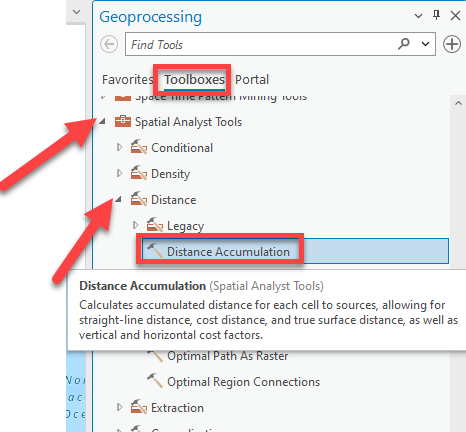 Geoprocessing
Find Tools
Favorites Toolboxes Portal
Space Time Pattern Mining Tools
Spatial Analyst Tools
Conditional
Density
Distance
Legacy
Distance Accumulation
Distance Accumulation (Spatial Analyst Tools)
Calculates accumulated distance for each cell to sources, allowing for
straight-line distance, cost distance, and true surface distance, as well as
vertical and horizontal cost factors.
Optimal Path As Raster
Optimal Region Connections
Extraction